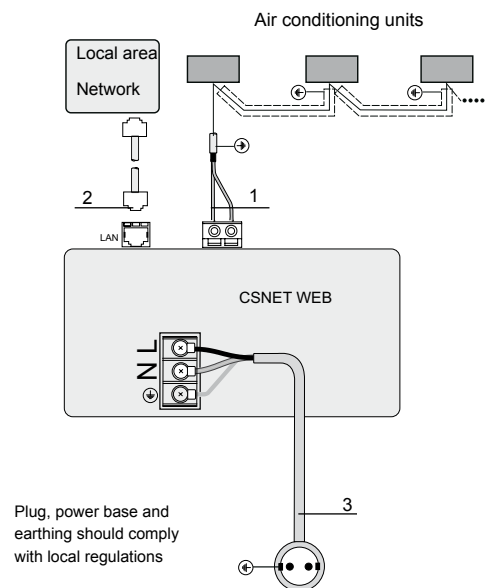 Air conditioning units
Local area
Network
2
1
LAN
CSNET WEB
L
N
3
Plug, power base and
earthing should comply
with local regulations